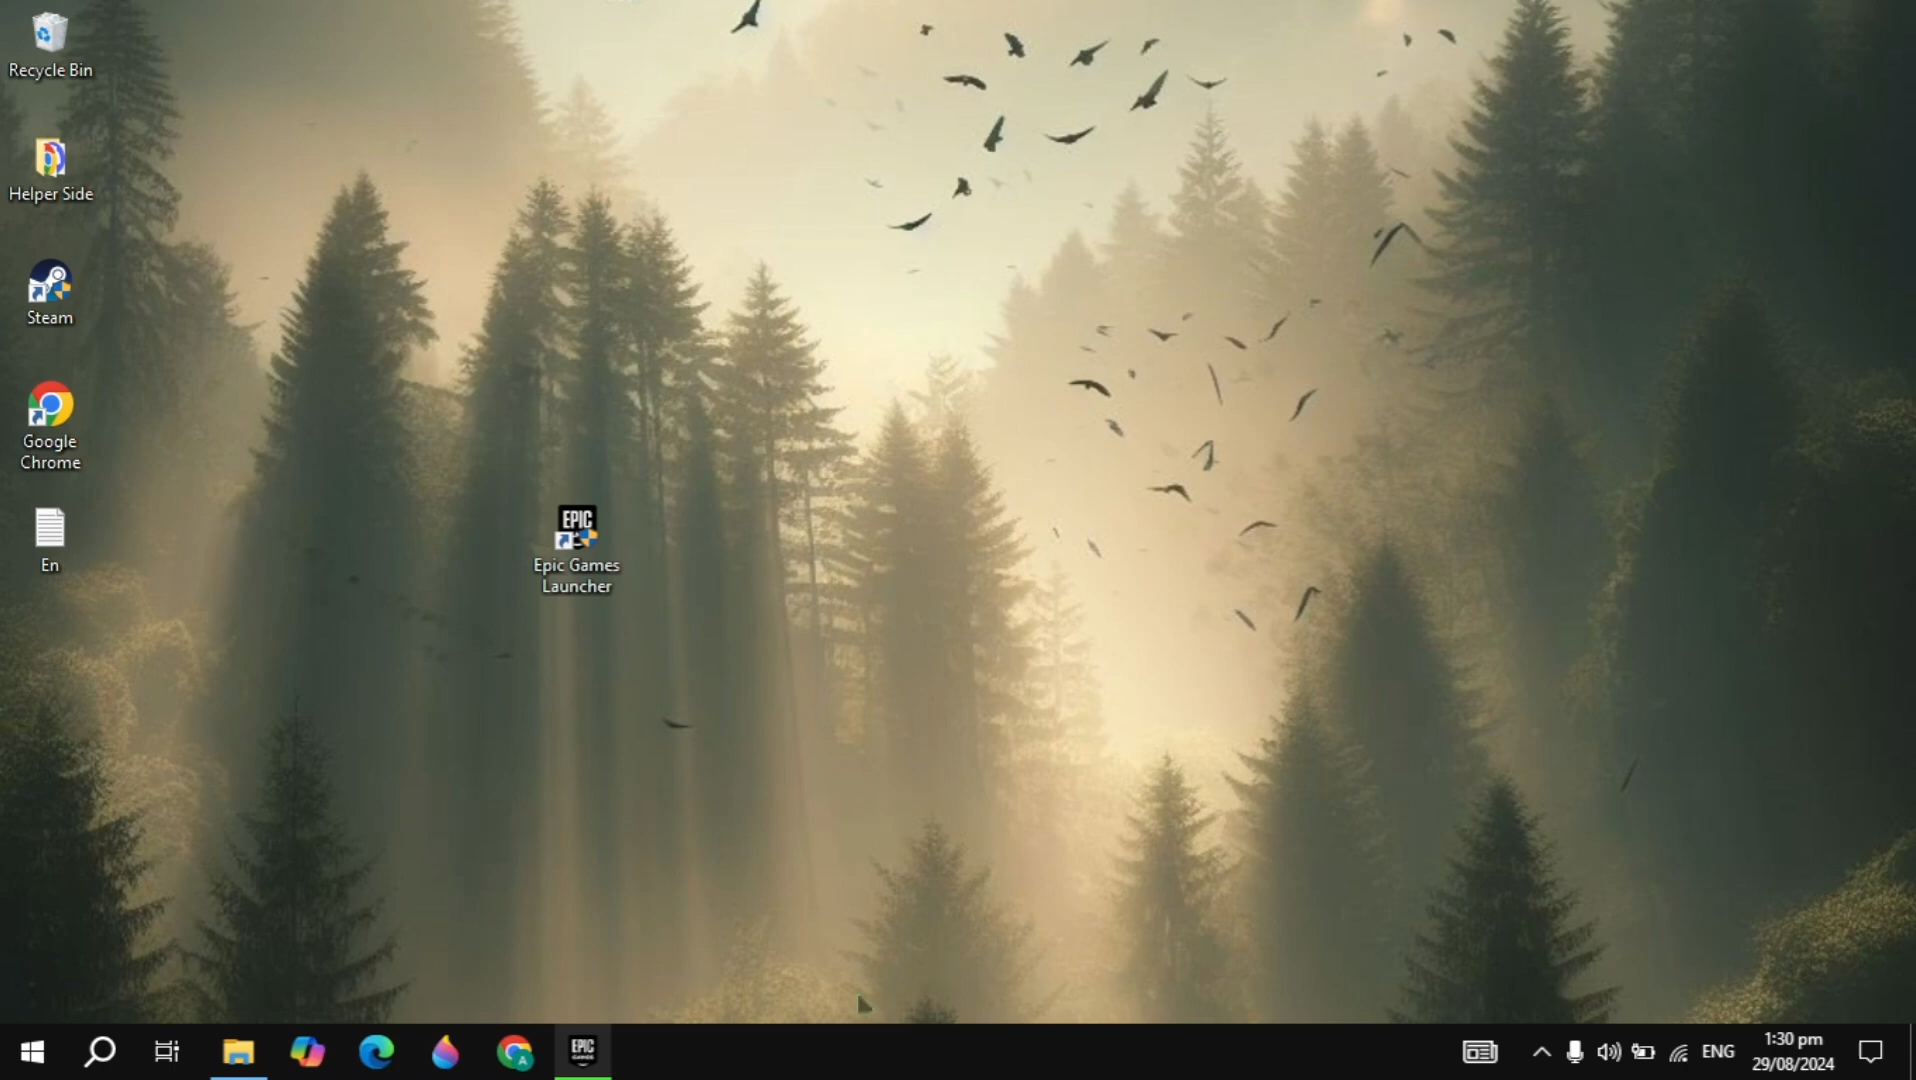 Recycle Bin
Helper Side
Steam
Google
Chrome
En
EPIC
Epic Games
Launcher
A
EPIC
GAMES
ENG
1:30 pm
29/08/2024